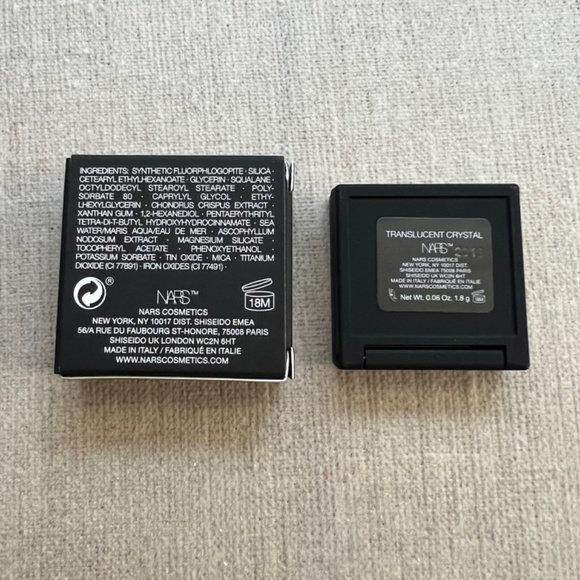 INGREDIENTS: SYNTHETIC FLUORPHLOGOPITE · SILICA ·
CETEARYL ETHYLHEXANOATE · GLYCERIN · SQUALANE ·
OCTYLDODECYL STEAROYL STEARATE · POLY-
SORBATE 80 · CAPRYLYL GLYCOL · ETHY-
LHEXYLGLYCERIN · CHONDRUS CRISPUS EXTRACT ·
XANTHAN GUM · 1,2-HEXANEDIOL · PENTAERYTHRITYL
TETRA-DI-T-BUTYL HYDROXYHYDROCINNAMATE · SEA
WATER/MARIS AQUA/EAU DE MER · ASCOPHYLLUM
NODOSUM EXTRACT · MAGNESIUM SILICATE ·
TOCOPHERYL ACETATE · PHENOXYETHANOL ·
POTASSIUM SORBATE · TIN OXIDE · MICA · TITANIUM
DIOXIDE (CI 77891) · IRON OXIDES (CI 77491) ·
®
NARS™
18M
NARS COSMETICS
NEW YORK, NY 10017 DIST. SHISEIDO EMEA
56/A RUE DU FAUBOURG ST-HONORE, 75008 PARIS
SHISEIDO UK LONDON WC2N 6HT
MADE IN ITALY / FABRIQUÉ EN ITALIE
WWW.NARSCOSMETICS.COM
TRANSLUCENT CRYSTAL
NARS™
NARS COSMETICS
NEW YORK, NY 10017 DIST.
SHISEIDO EMEA 75008 PARIS
SHISEIDO UK WC2N 6HT
MADE IN ITALY / FABRIQUÉ EN ITALIE
Net Wt. 0.06 Oz. 1.8 g